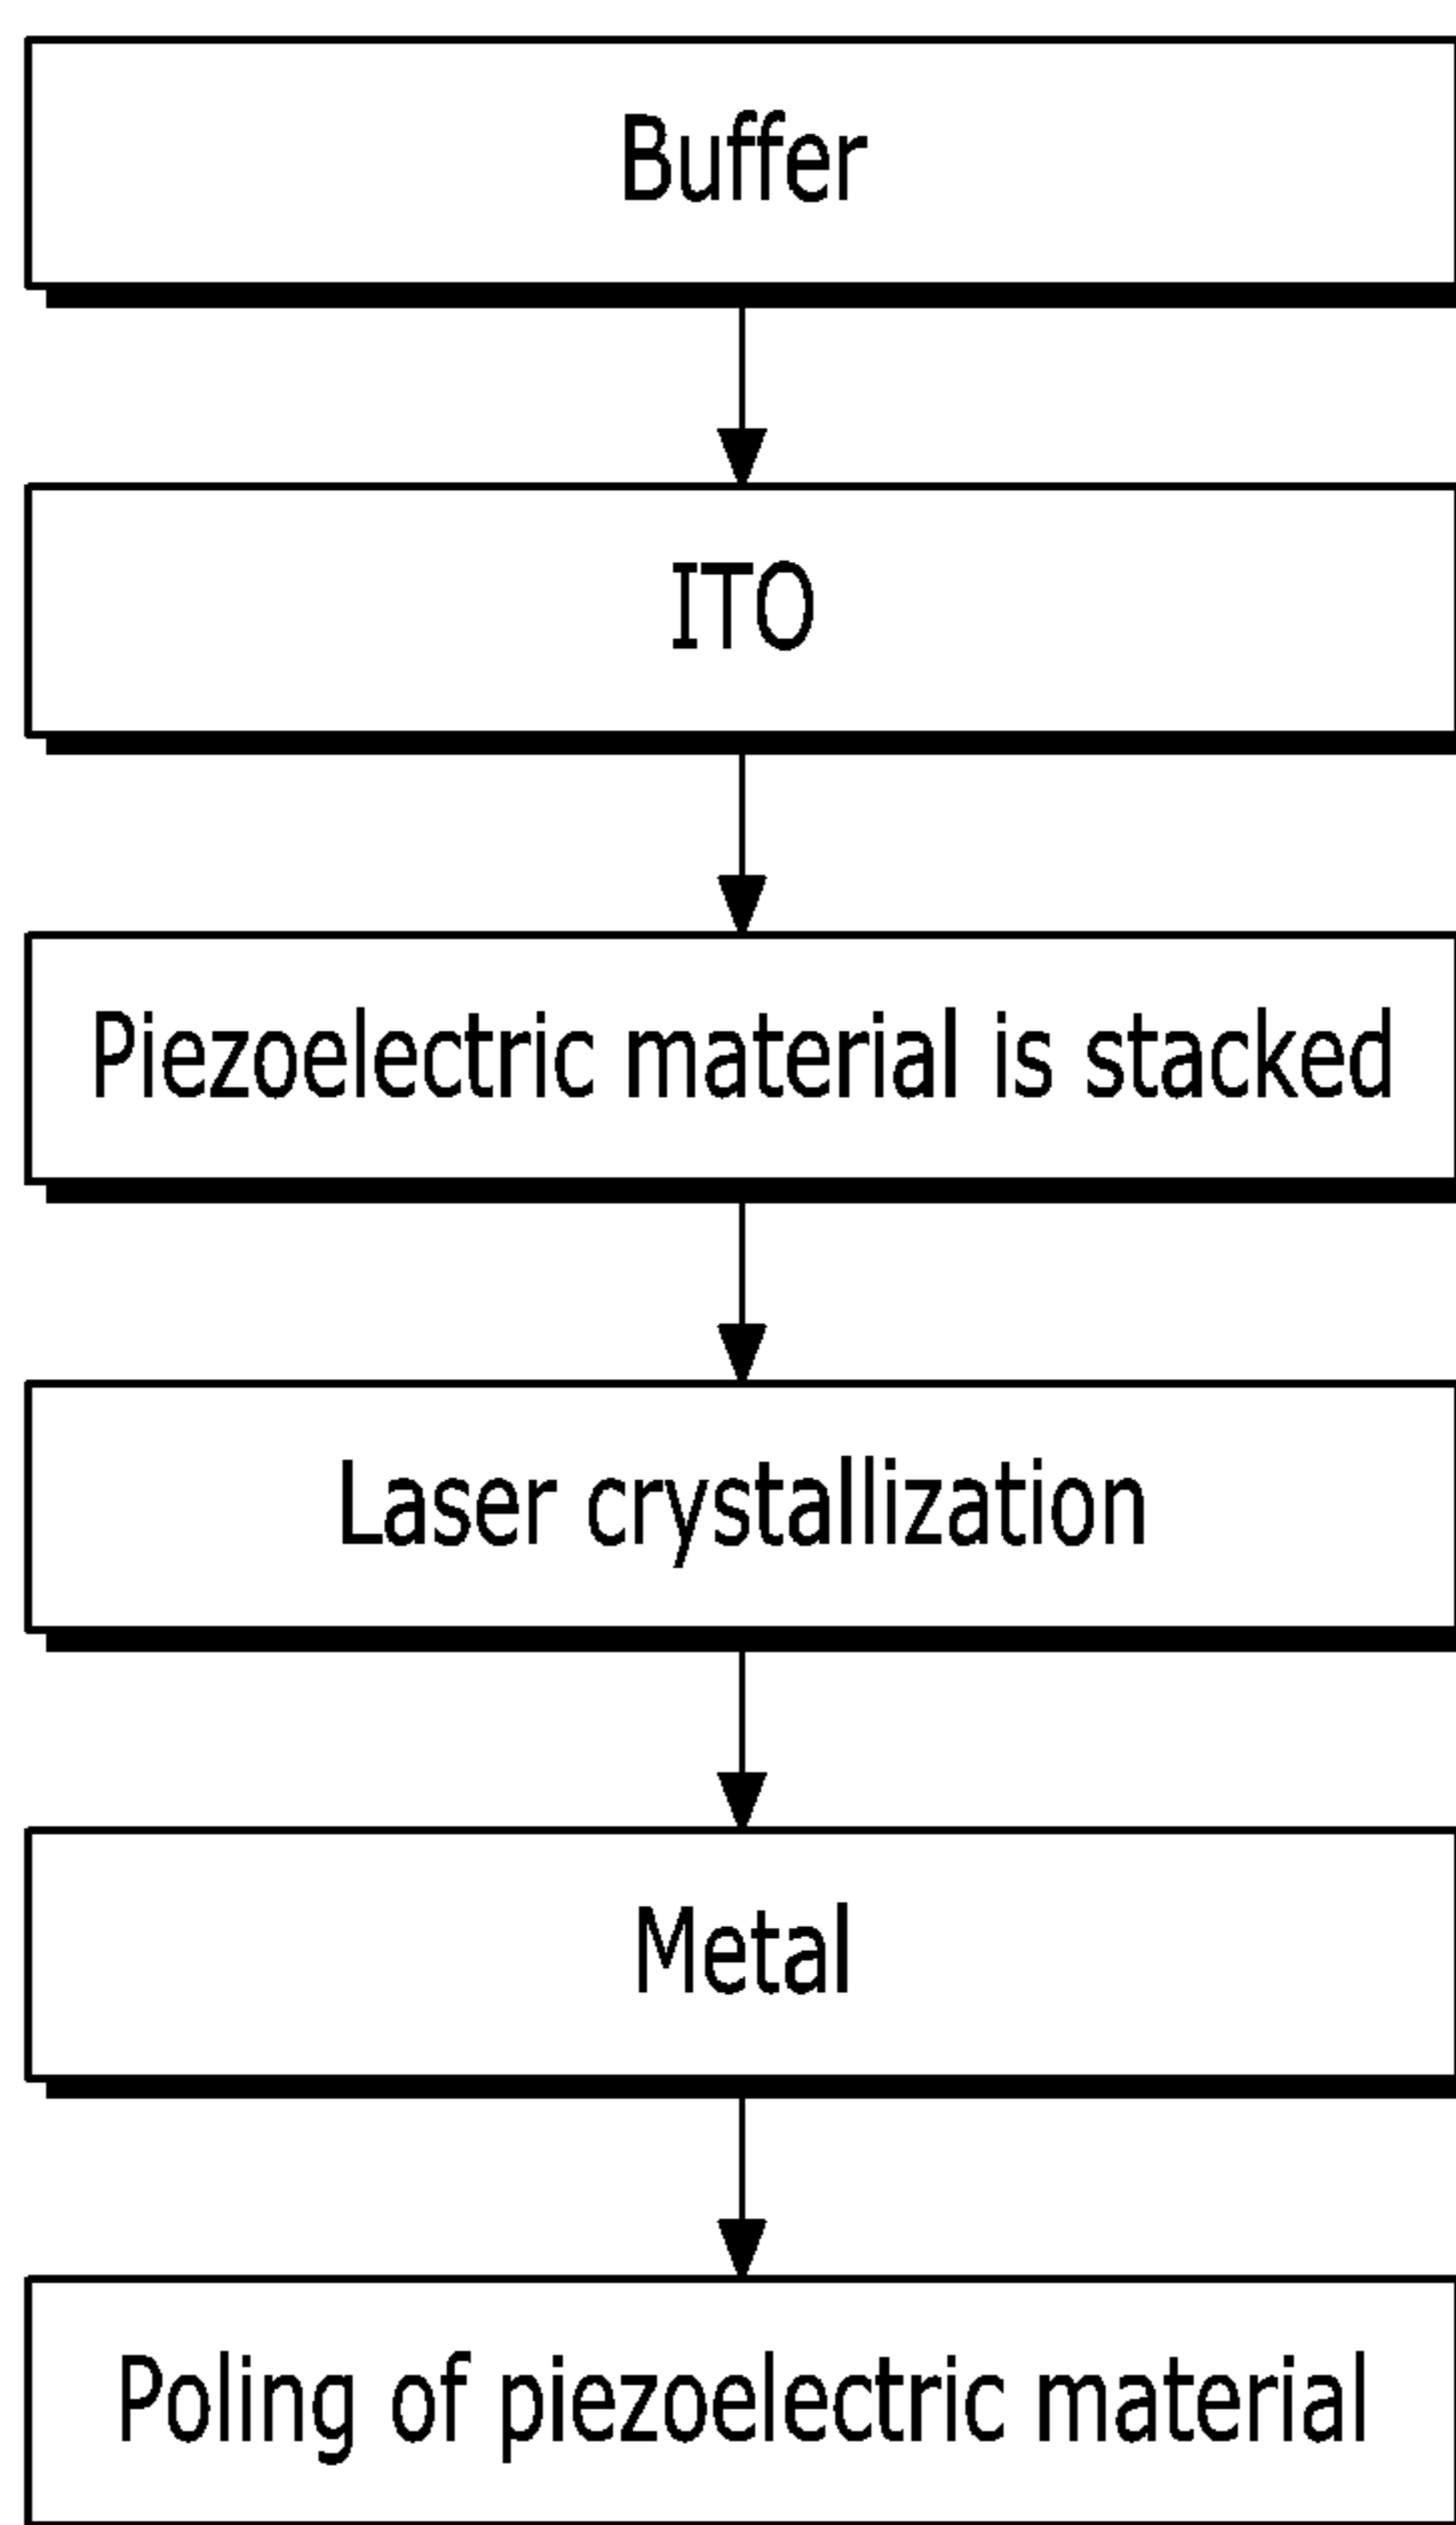 Buffer
ITO
Piezoelectric material is stacked
Laser crystallization
Metal
Poling of piezoelectric material